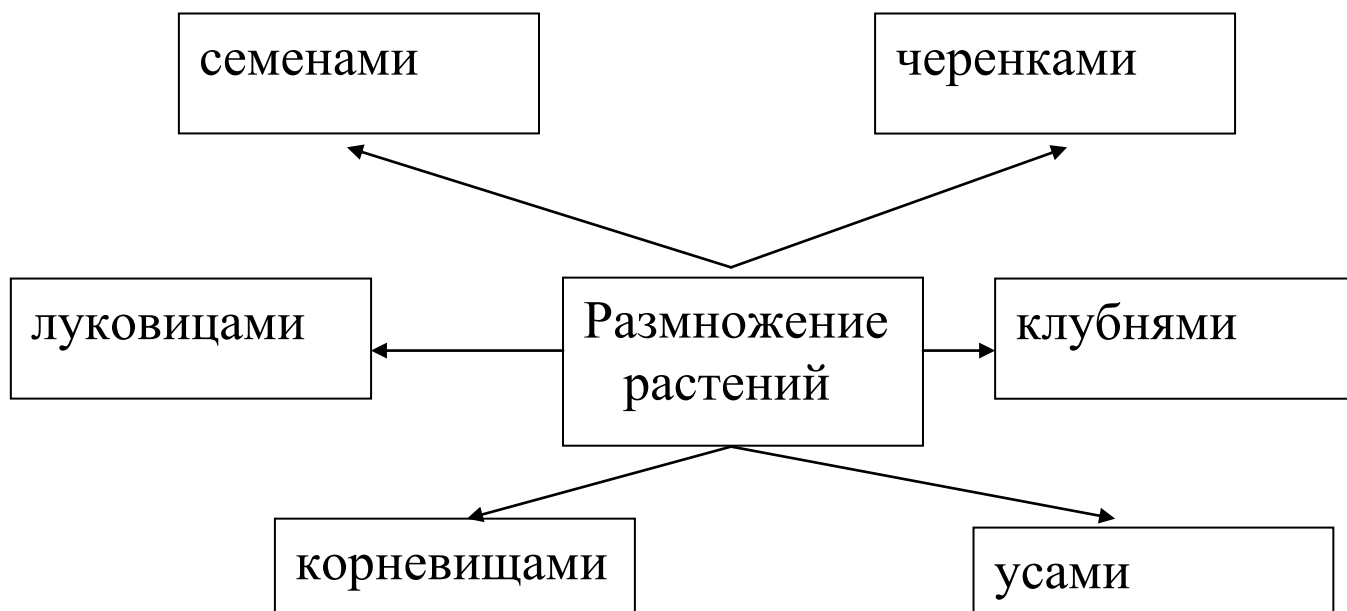 семенами
черенками
луковицами
Размножение
растений
клубнями
корневищами
усами